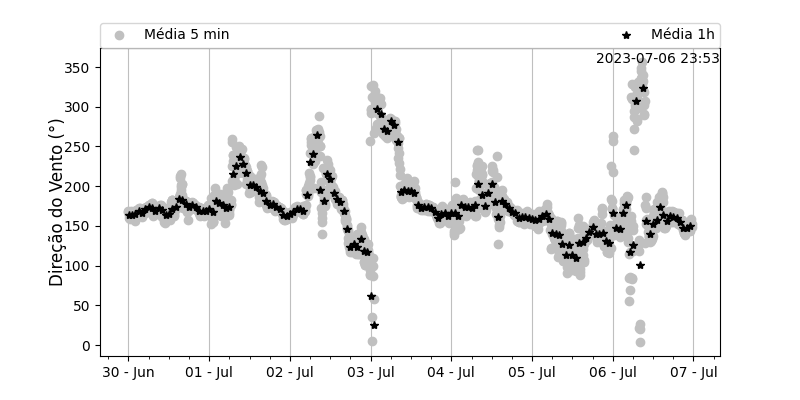 Média 5 min
Média 1h
2023-07-06 23:53
Direção do Vento (°)
350
300
250
200
150
100
50
0
30 - Jun
01 - Jul
02 - Jul
03 - Jul
04 - Jul
05 - Jul
06 - Jul
07 - Jul